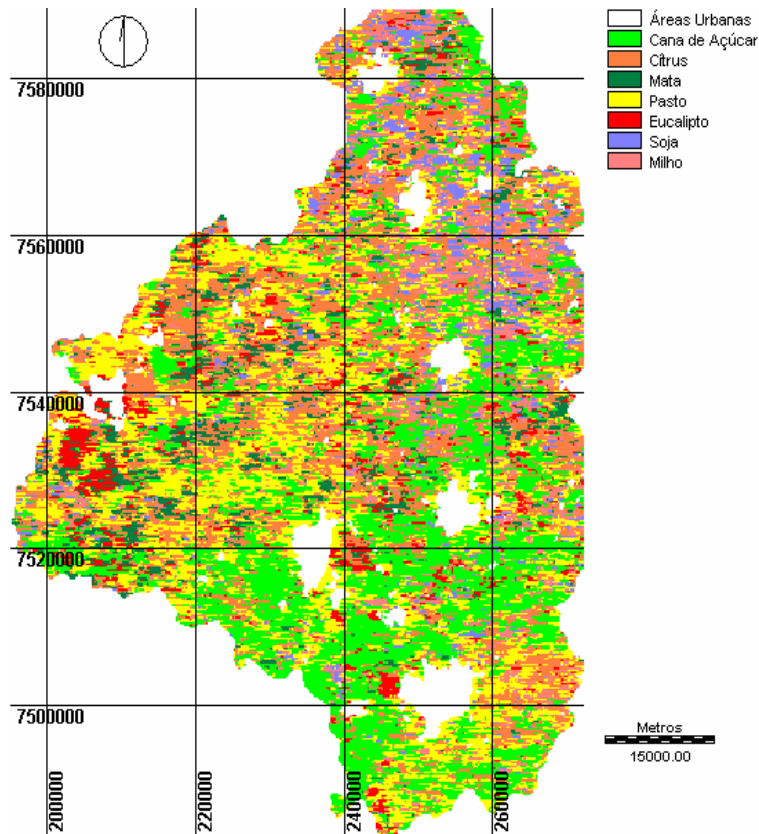 Áreas Urbanas
Cana de Açúcar
Cítrus
Mata
Pasto
Eucalipto
Soja
Milho
7580000
7560000
7540000
7520000
7500000
200000
220000
240000
260000
Metros
15000.00